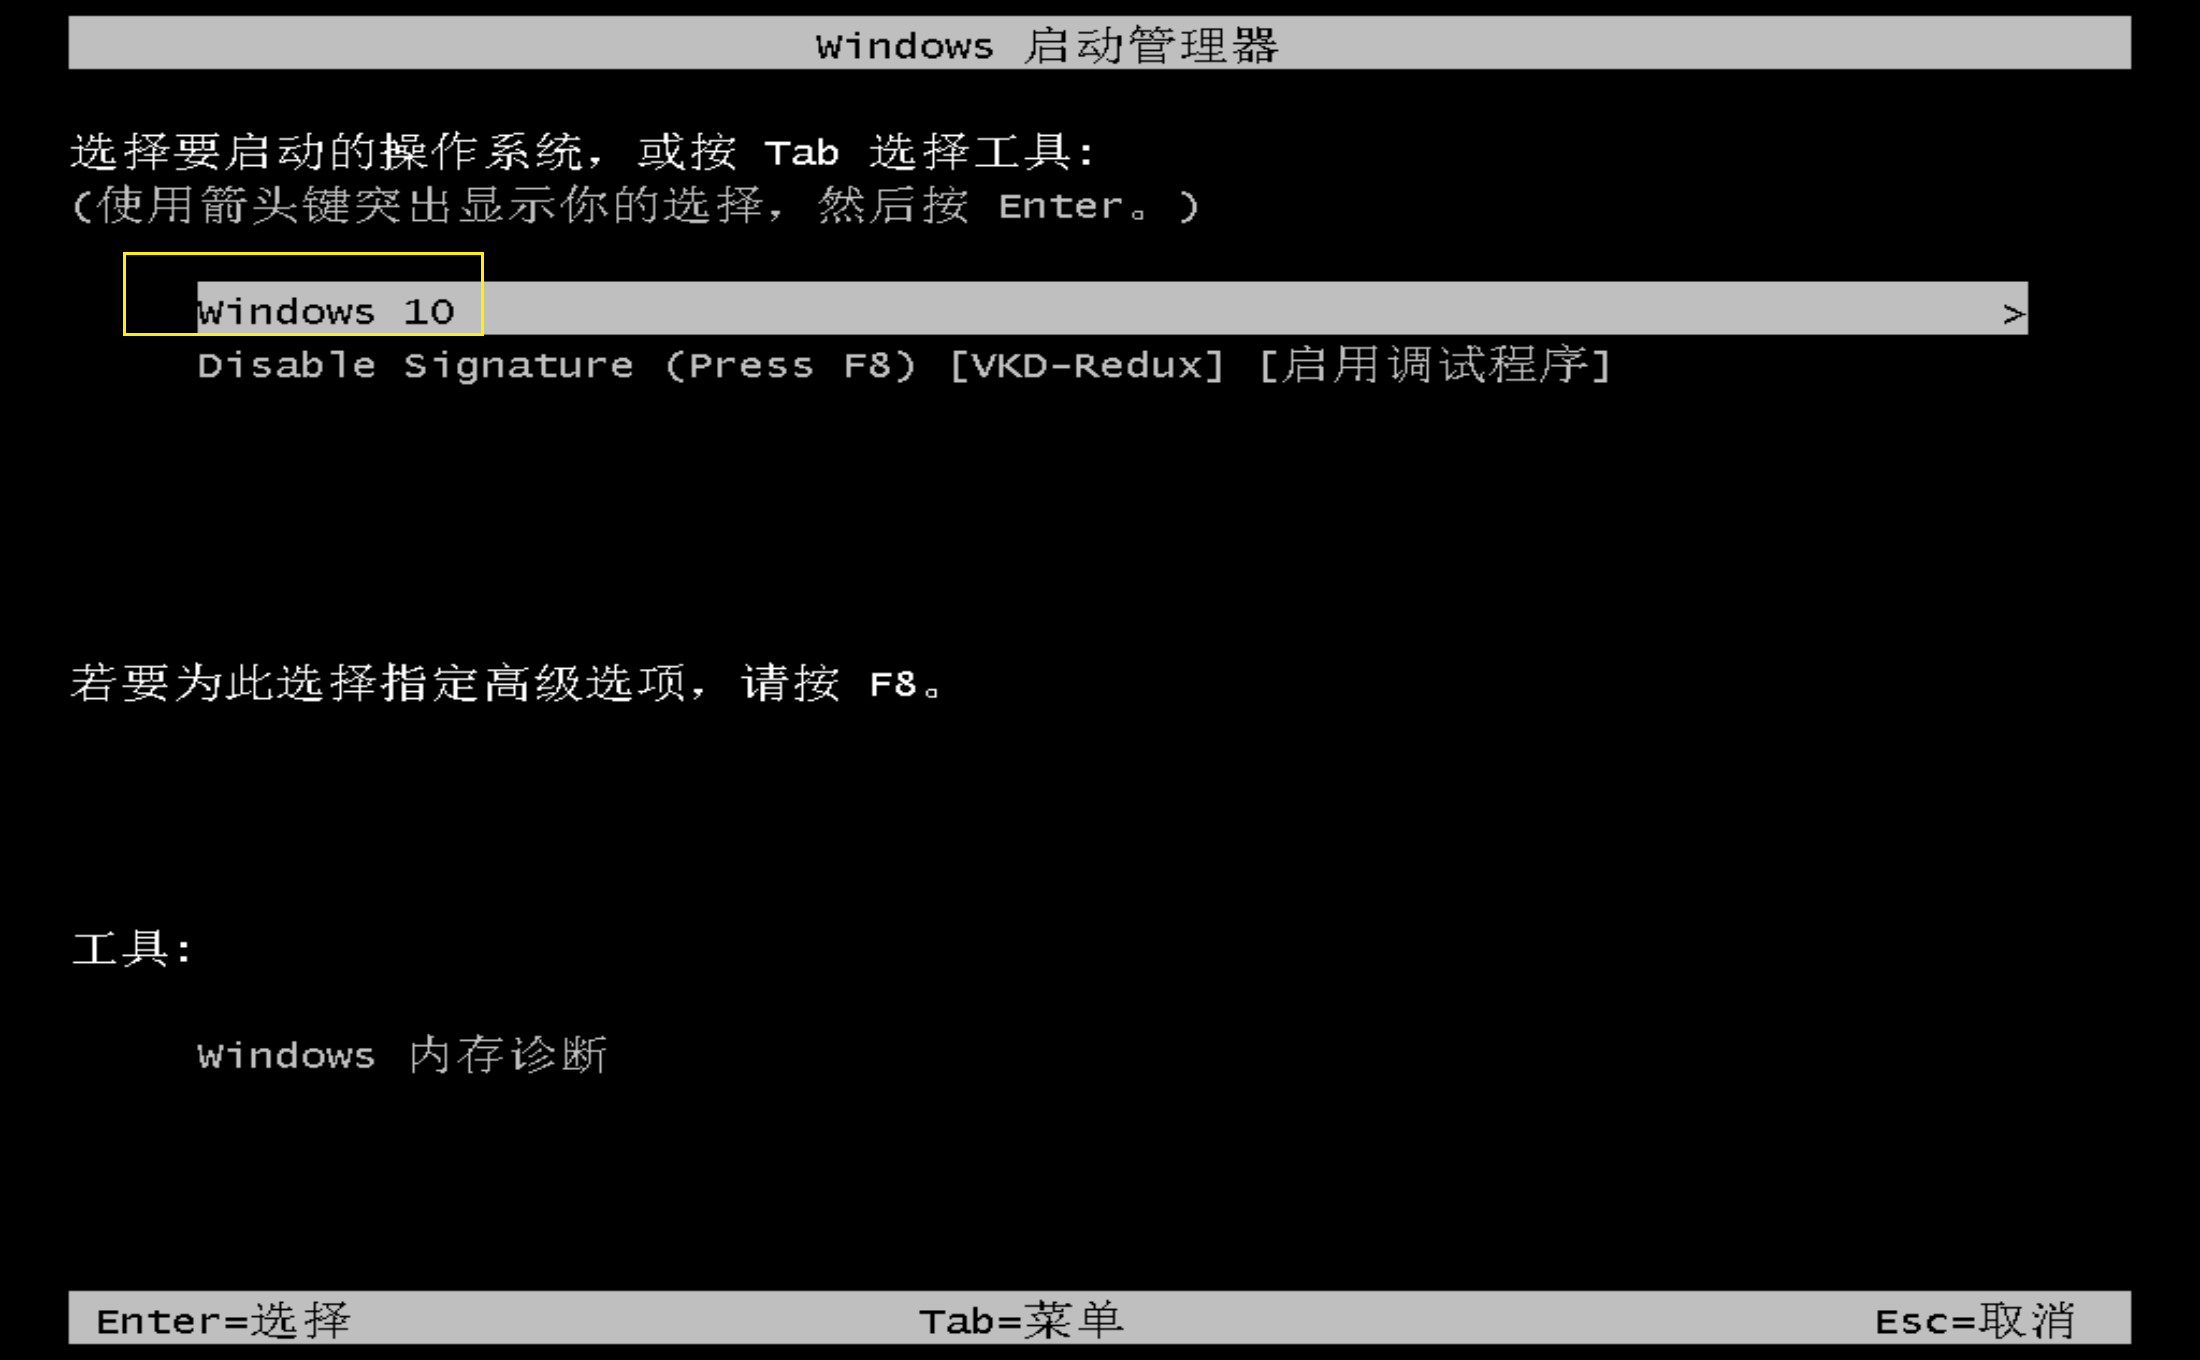 Windows 启动管理器
选择要启动的操作系统，或按 Tab 选择工具:
(使用箭头键突出显示你的选择，然后按 Enter。)
Windows 10 >
Disable Signature (Press F8) [VKD-Redux] [启用调试程序]
若要为此选择指定高级选项，请按 F8。
工具:
Windows 内存诊断
Enter=选择 Tab=菜单 Esc=取消